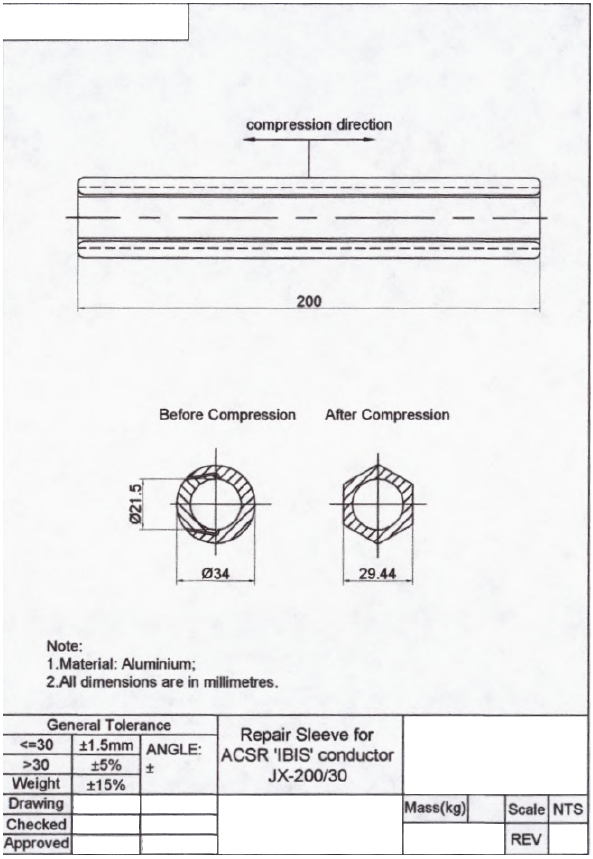 compression direction
200
Before Compression
After Compression
Ø21.5
Ø34
29.44
Note:
1.Material: Aluminium;
2.All dimensions are in millimetres.
General Tolerance
<=30 ±1.5mm ANGLE:
>30 ±5% ±
Weight ±15%
Repair Sleeve for
ACSR 'IBIS' conductor
JX-200/30
Drawing
Checked
Approved
Mass(kg)
Scale NTS
REV